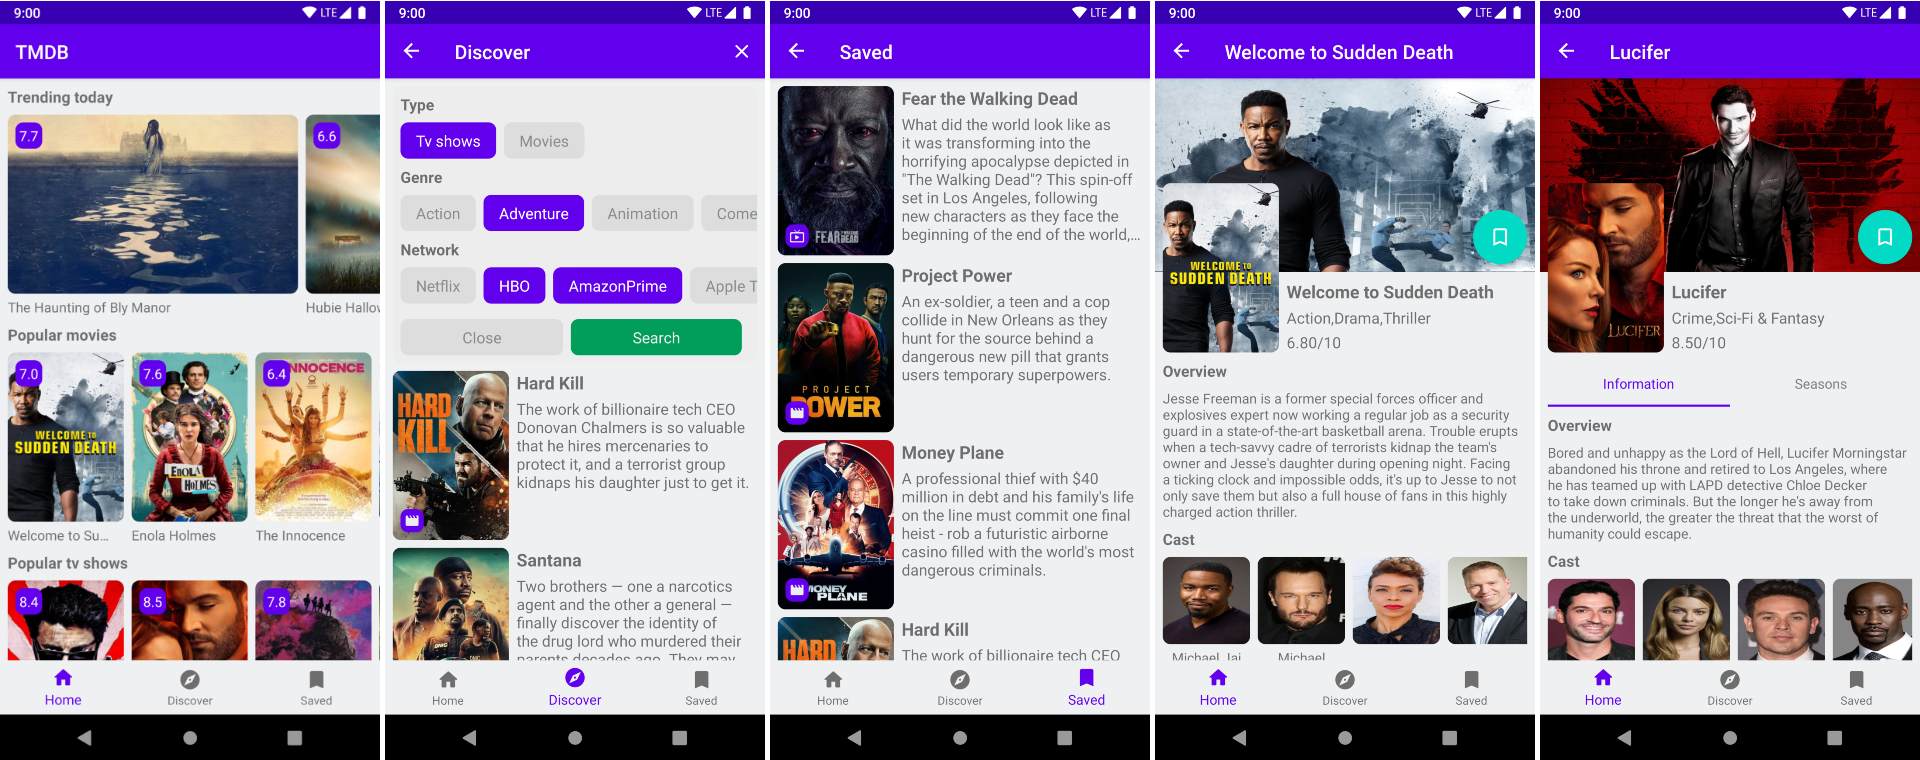 9:00 LTE
TMDB
Trending today
7.7
6.6
The Haunting of Bly Manor
Hubie Hallow
Popular movies
7.0
WELCOME TO
SUDDEN DEATH
7.6
ENOLA
HOLMES
6.4
INNOCENCE
Welcome to Su...
Enola Holmes
The Innocence
Popular tv shows
8.4
8.5
7.8
Home
Discover
Saved
9:00 LTE
Discover
Type
Tv shows
Movies
Genre
Action
Adventure
Animation
Come
Network
Netflix
HBO
AmazonPrime
Apple T
Close
Search
HARD
KILL
Hard Kill
The work of billionaire tech CEO
Donovan Chalmers is so valuable
that he hires mercenaries to
protect it, and a terrorist group
kidnaps his daughter just to get it.
Santana
Two brothers — one a narcotics
agent and the other a general —
finally discover the identity of
the drug lord who murdered their
parents decades ago. They may
Home
Discover
Saved
9:00 LTE
Saved
FEAR THE WALKING DEAD
Fear the Walking Dead
What did the world look like as
it was transforming into the
horrifying apocalypse depicted in
"The Walking Dead"? This spin-off
set in Los Angeles, following
new characters as they face the
beginning of the end of the world,...
PROJECT
POWER
Project Power
An ex-soldier, a teen and a cop
collide in New Orleans as they
hunt for the source behind a
dangerous new pill that grants
users temporary superpowers.
MONEY
PLANE
Money Plane
A professional thief with $40
million in debt and his family's life
on the line must commit one final
heist - rob a futuristic airborne
casino filled with the world's most
dangerous criminals.
HARD
Hard Kill
The work of billionaire tech CEO
Home
Discover
Saved
9:00 LTE
Welcome to Sudden Death
WELCOME TO
SUDDEN DEATH
Welcome to Sudden Death
Action,Drama,Thriller
6.80/10
Overview
Jesse Freeman is a former special forces officer and
explosives expert now working a regular job as a security
guard in a state-of-the-art basketball arena. Trouble erupts
when a tech-savvy cadre of terrorists kidnap the team's
owner and Jesse's daughter during opening night. Facing
a ticking clock and impossible odds, it's up to Jesse to not
only save them but also a full house of fans in this highly
charged action thriller.
Cast
Michael Jai
Michael
Home
Discover
Saved
9:00 LTE
Lucifer
LUCIFER
Lucifer
Crime,Sci-Fi & Fantasy
8.50/10
Information
Seasons
Overview
Bored and unhappy as the Lord of Hell, Lucifer Morningstar
abandoned his throne and retired to Los Angeles, where
he has teamed up with LAPD detective Chloe Decker
to take down criminals. But the longer he's away from
the underworld, the greater the threat that the worst of
humanity could escape.
Cast
Home
Discover
Saved